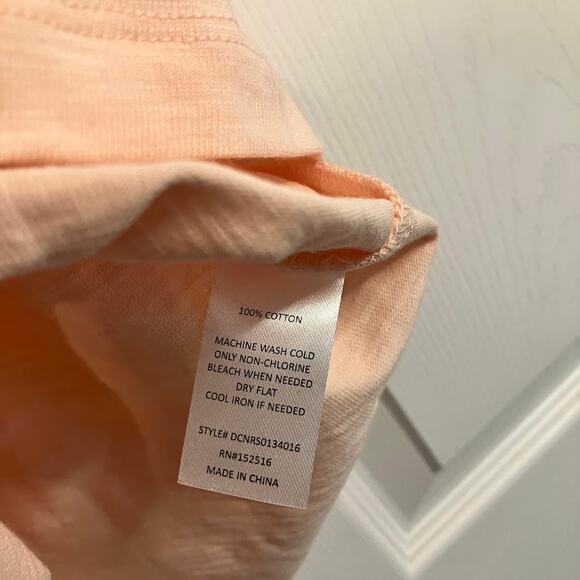 100% COTTON
MACHINE WASH COLD
ONLY NON-CHLORINE
BLEACH WHEN NEEDED
DRY FLAT
COOL IRON IF NEEDED
STYLE# DCNRS0134016
RN#152516
MADE IN CHINA